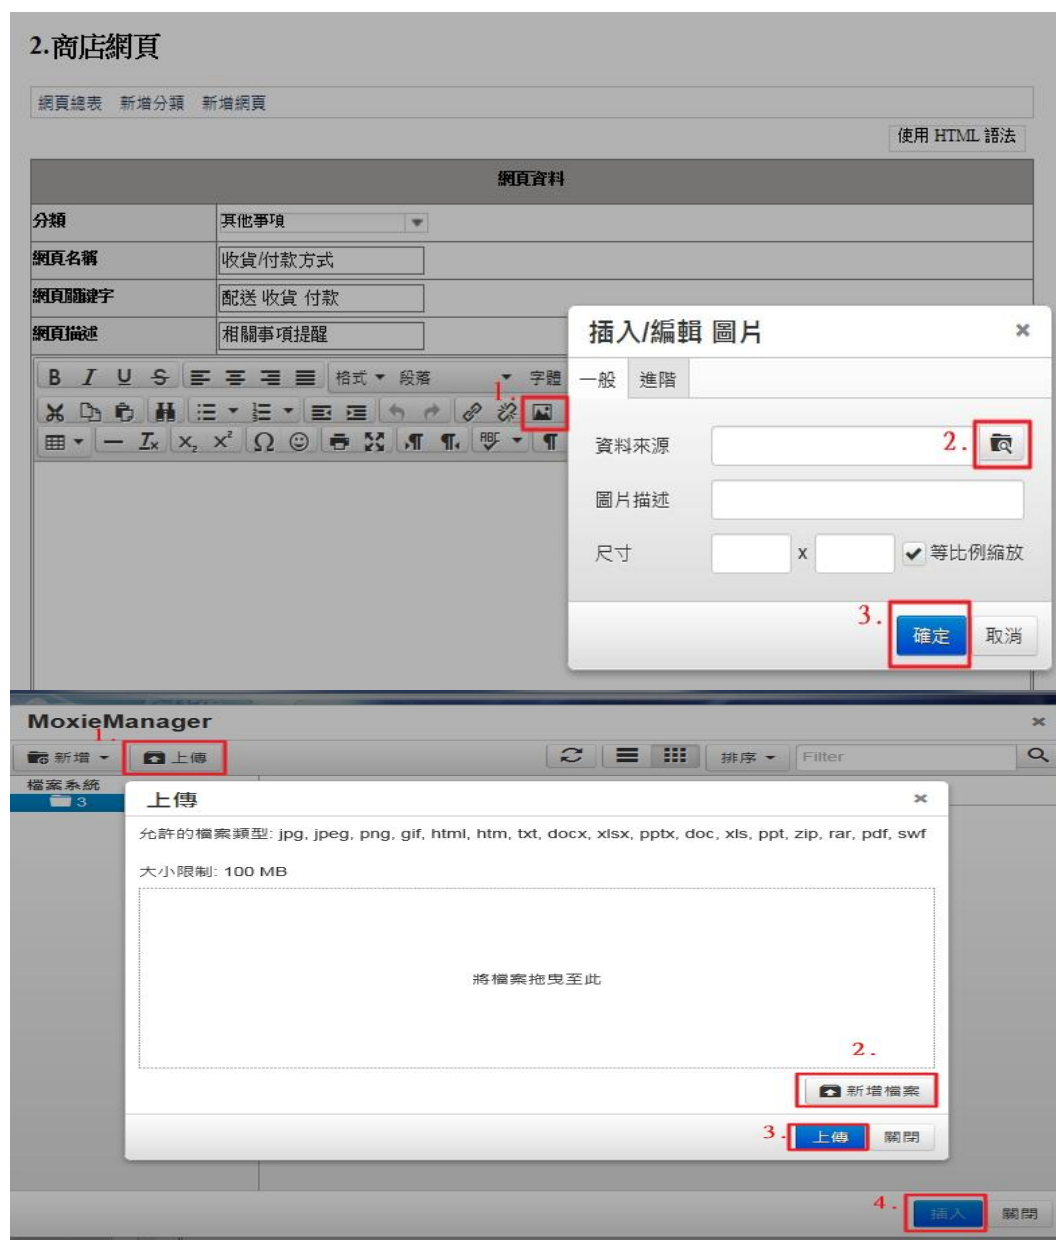 2.商店網頁
網頁總表 新增分類 新增網頁
使用 HTML 語法
網頁資料
分類 其他事項
網頁名稱 收貨/付款方式
網頁關鍵字 配送 收貨 付款
網頁描述 相關事項提醒
格式 段落 字體
1.
插入/編輯 圖片
一般 進階
資料來源 2.
圖片描述
尺寸 x 等比例縮放
3.
確定 取消
MoxieManager
1.
新增 上傳 排序 Filter
檔案系統
3
上傳
允許的檔案類型: jpg, jpeg, png, gif, html, htm, txt, docx, xlsx, pptx, doc, xls, ppt, zip, rar, pdf, swf
大小限制: 100 MB
將檔案拖曳至此
2.
新增檔案
3. 上傳 關閉
4. 插入 關閉